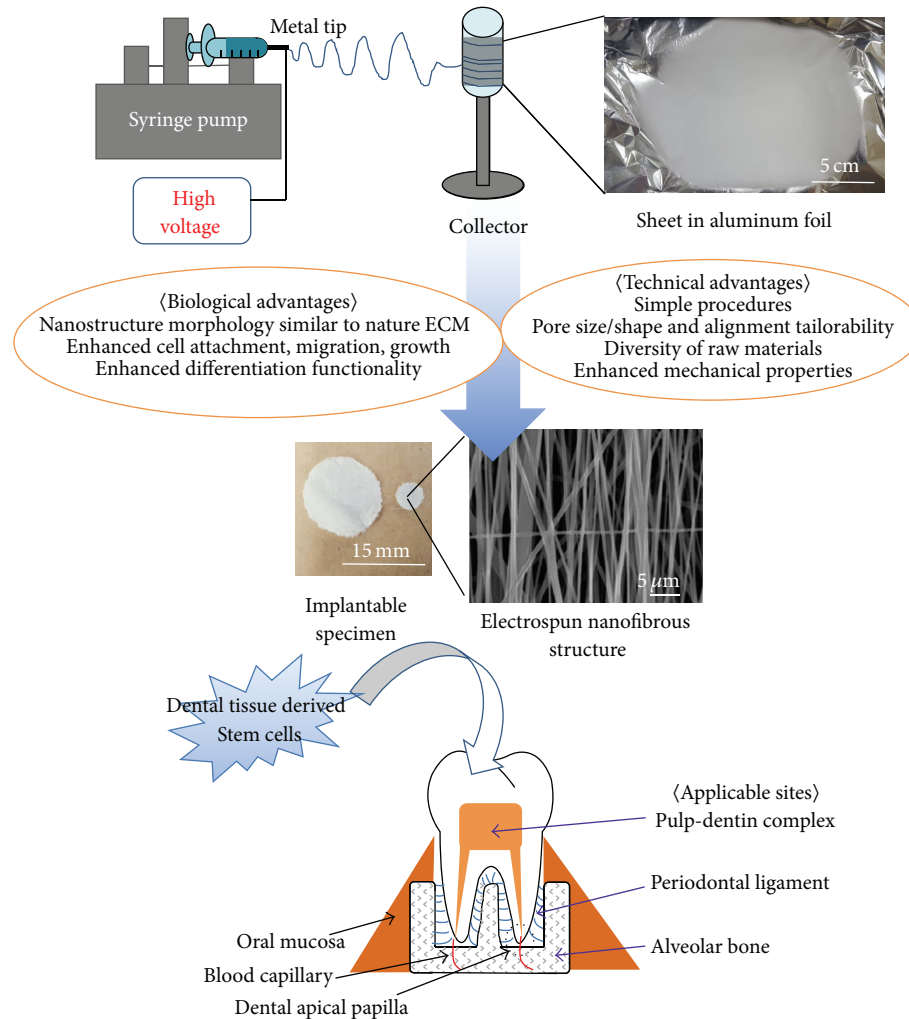 Metal tip
Syringe pump
High
voltage
Collector
5 cm
Sheet in aluminum foil
⟨Biological advantages⟩
Nanostructure morphology similar to nature ECM
Enhanced cell attachment, migration, growth
Enhanced differentiation functionality
⟨Technical advantages⟩
Simple procedures
Pore size/shape and alignment tailorability
Diversity of raw materials
Enhanced mechanical properties
15 mm
5 μm
Implantable
specimen
Electrospun nanofibrous
structure
Dental tissue derived
Stem cells
⟨Applicable sites⟩
Pulp-dentin complex
Periodontal ligament
Alveolar bone
Oral mucosa
Blood capillary
Dental apical papilla